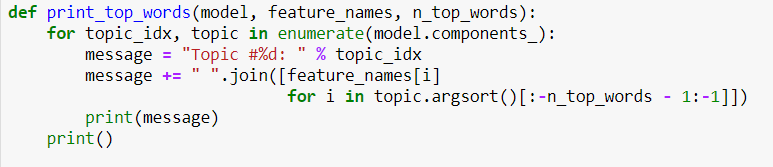 def print_top_words(model, feature_names, n_top_words):
    for topic_idx, topic in enumerate(model.components_):
        message = "Topic #%d: " % topic_idx
        message += " ".join([feature_names[i]
                             for i in topic.argsort()[:-n_top_words - 1:-1]])
        print(message)
    print()